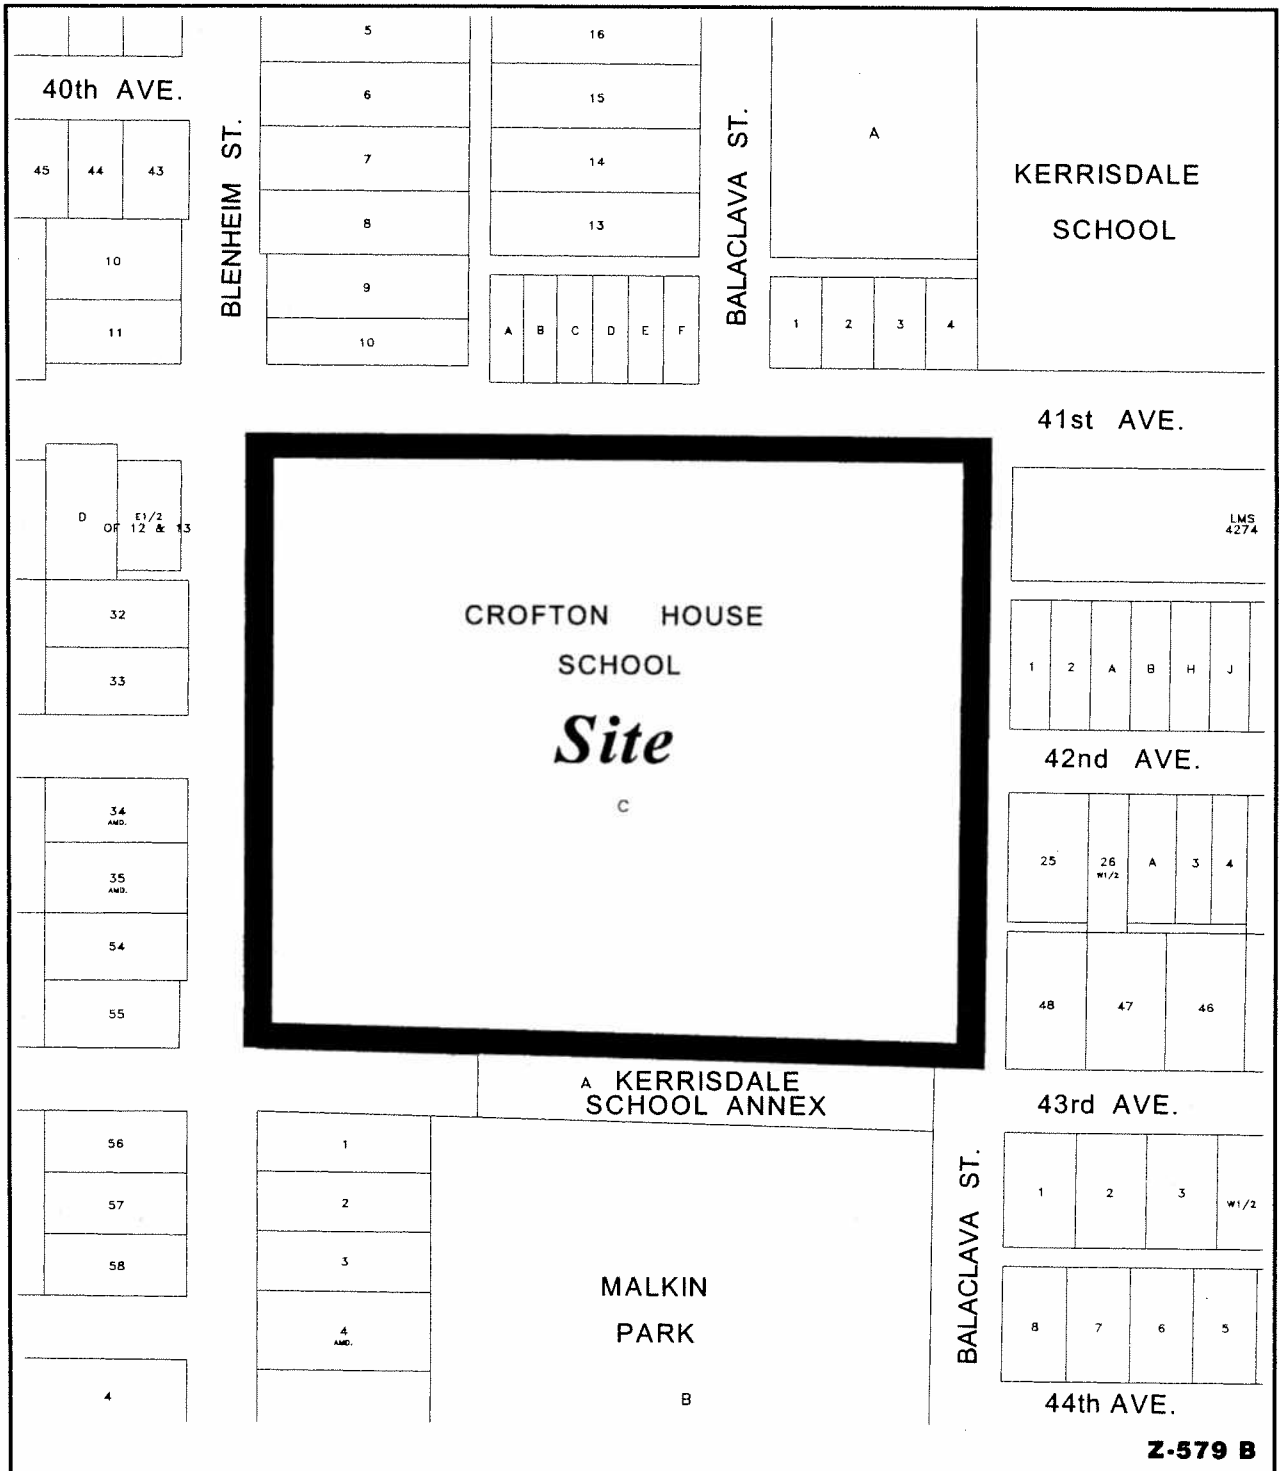 5
16
40th AVE.
6
15
BLENHEIM ST.
BALACLAVA ST.
A
45
44
43
7
14
KERRISDALE
SCHOOL
8
13
10
9
11
10
A
B
C
D
E
F
1
2
3
4
41st AVE.
D
E1/2
OF 12 & 13
LMS
4274
32
33
CROFTON HOUSE
SCHOOL
Site
C
1
2
A
B
H
J
42nd AVE.
34
AMD.
35
AMD.
54
55
25
26
W1/2
A
3
4
48
47
46
A KERRISDALE
SCHOOL ANNEX
43rd AVE.
56
57
58
1
2
3
4
AMD.
4
MALKIN
PARK
B
BALACLAVA ST.
1
2
3
W1/2
8
7
6
5
44th AVE.
Z-579 B